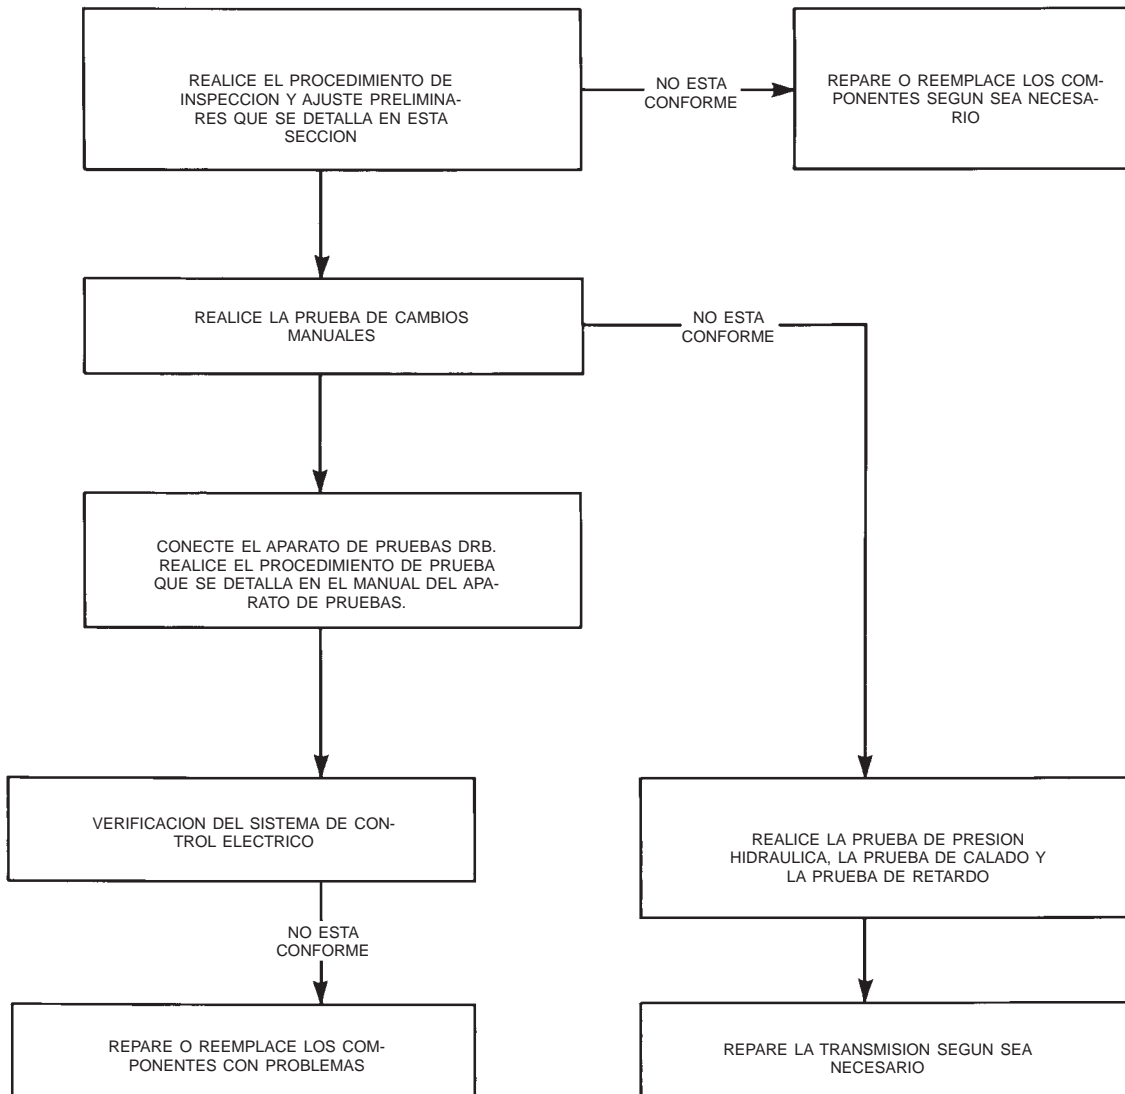 REALICE EL PROCEDIMIENTO DE
INSPECCION Y AJUSTE PRELIMINA-
RES QUE SE DETALLA EN ESTA
SECCION
NO ESTA
CONFORME
REPARE O REEMPLACE LOS COM-
PONENTES SEGUN SEA NECESA-
RIO
REALICE LA PRUEBA DE CAMBIOS
MANUALES
NO ESTA
CONFORME
CONECTE EL APARATO DE PRUEBAS DRB.
REALICE EL PROCEDIMIENTO DE PRUEBA
QUE SE DETALLA EN EL MANUAL DEL APA-
RATO DE PRUEBAS.
VERIFICACION DEL SISTEMA DE CON-
TROL ELECTRICO
REALICE LA PRUEBA DE PRESION
HIDRAULICA, LA PRUEBA DE CALADO Y
LA PRUEBA DE RETARDO
NO ESTA
CONFORME
REPARE O REEMPLACE LOS COM-
PONENTES CON PROBLEMAS
REPARE LA TRANSMISION SEGUN SEA
NECESARIO